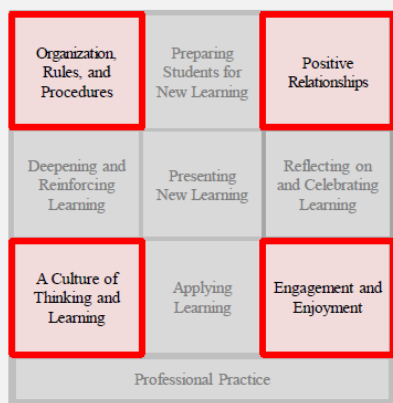 Organization,
Rules, and
Procedures
Preparing
Students for
New Learning
Positive
Relationships
Deepening and
Reinforcing
Learning
Presenting
New Learning
Reflecting on
and Celebrating
Learning
A Culture of
Thinking and
Learning
Applying
Learning
Engagement and
Enjoyment
Professional Practice